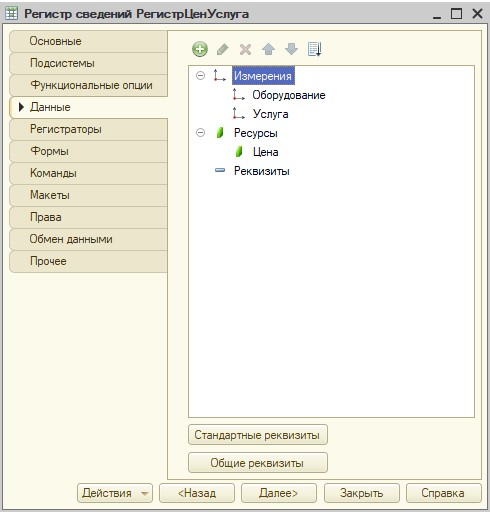 Регистр сведений РегистрЦенУслуга
Основные
Подсистемы
Функциональные опции
Данные
Регистраторы
Формы
Команды
Макеты
Права
Обмен данными
Прочее
Измерения
Оборудование
Услуга
Ресурсы
Цена
Реквизиты
Стандартные реквизиты
Общие реквизиты
Действия
<Назад
Далее>
Закрыть
Справка